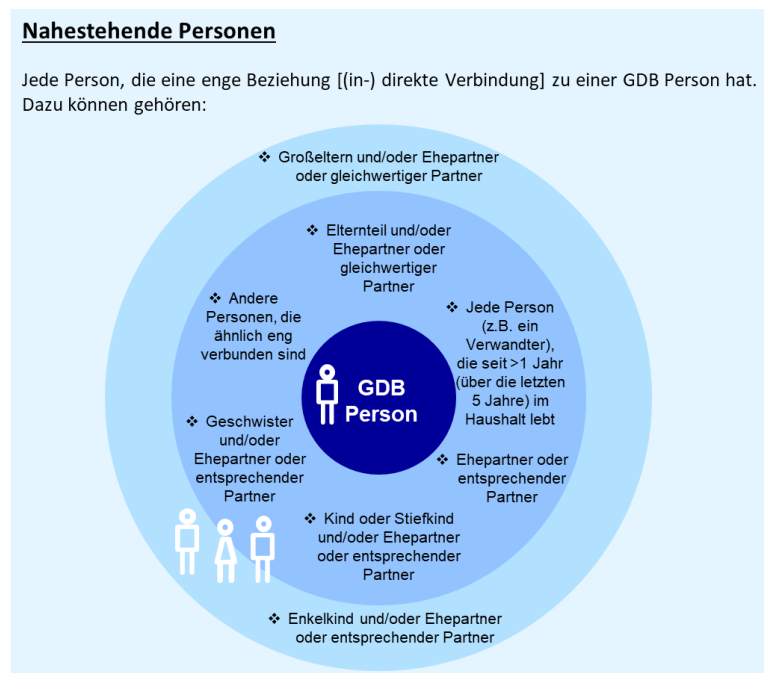 Nahestehende Personen
Jede Person, die eine enge Beziehung [(in-) direkte Verbindung] zu einer GDB Person hat.
Dazu können gehören:
❖ Großeltern und/oder Ehepartner
oder gleichwertiger Partner
❖ Elternteil und/oder
Ehepartner oder
gleichwertiger
Partner
❖ Andere
Personen, die
ähnlich eng
verbunden sind
❖ Jede Person
(z.B. ein
Verwandter),
die seit >1 Jahr
(über die letzten
5 Jahre) im
Haushalt lebt
GDB
Person
❖ Geschwister
und/oder
Ehepartner oder
entsprechender
Partner
❖ Ehepartner oder
entsprechender
Partner
❖ Kind oder Stiefkind
und/oder Ehepartner
oder entsprechender
Partner
❖ Enkelkind und/oder Ehepartner
oder entsprechender Partner